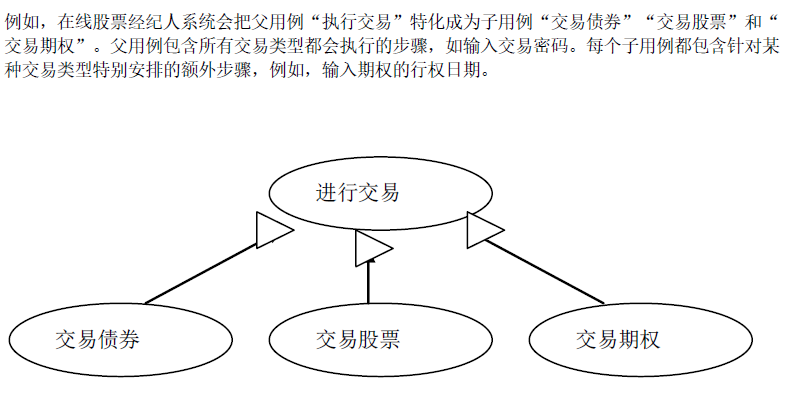 例如，在线股票经纪人系统会把父用例“执行交易”特化成为子用例“交易债券”“交易股票”和“
交易期权”。父用例包含所有交易类型都会执行的步骤，如输入交易密码。每个子用例都包含针对某
种交易类型特别安排的额外步骤，例如，输入期权的行权日期。
进行交易
交易债券
交易股票
交易期权